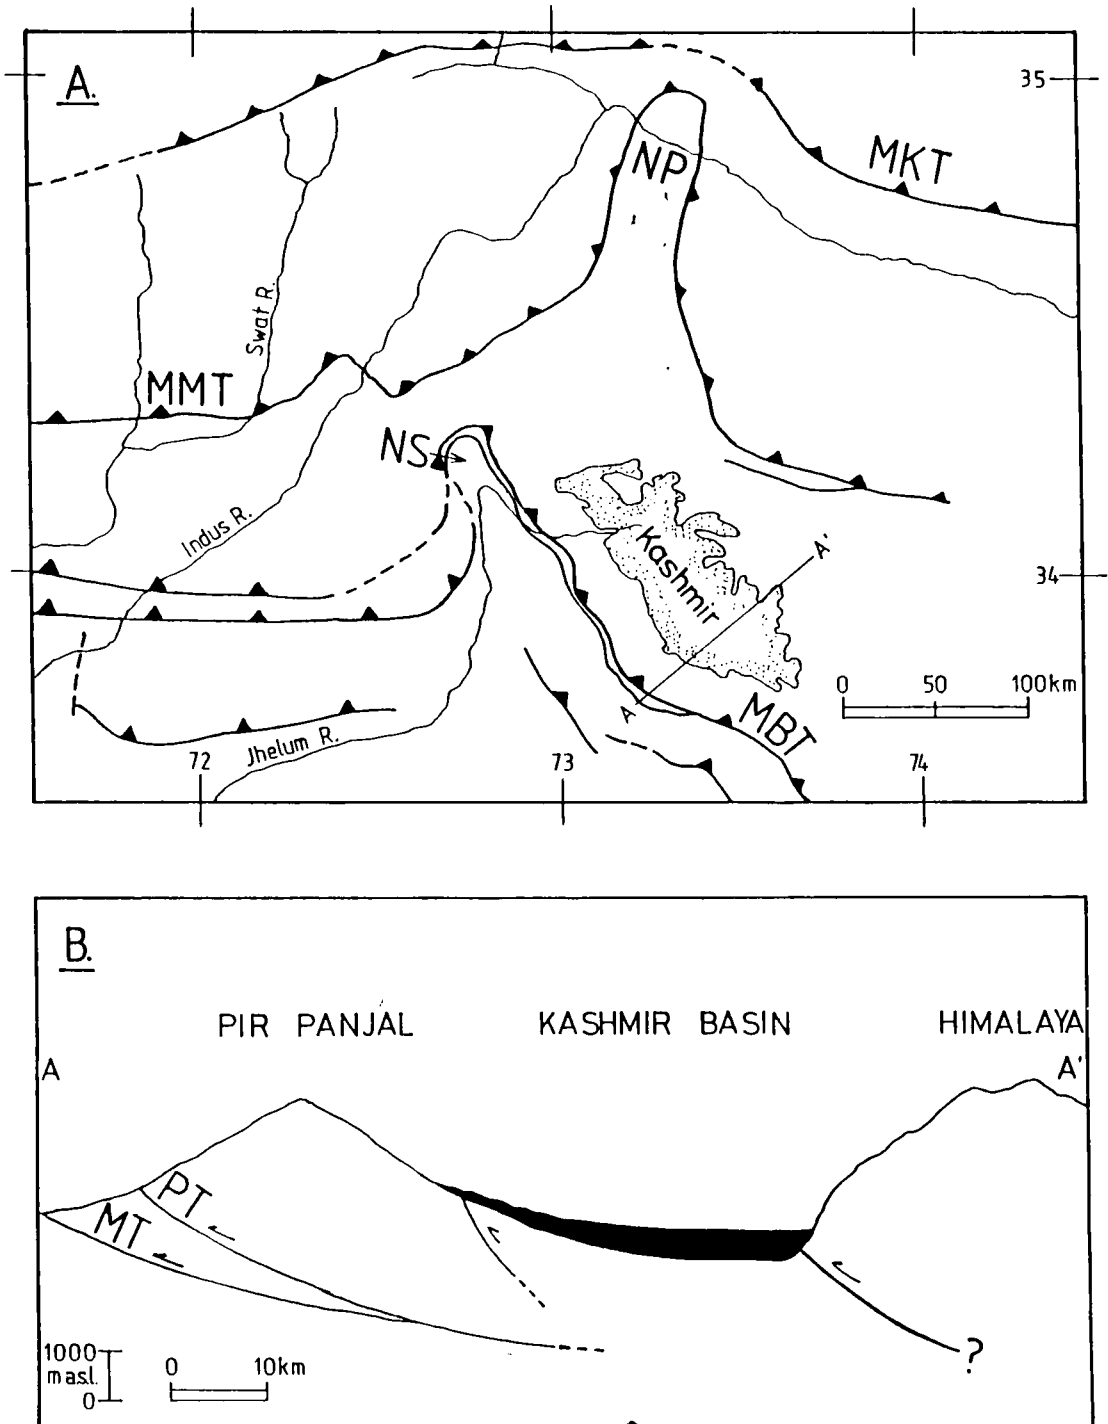 A.
35
MKT
NP
Swat R.
MMT
NS
Indus R.
Kashmir
A'
34
0 50 100km
A
MBT
Jhelum R.
72 73 74
B.
PIR PANJAL KASHMIR BASIN HIMALAYA
A A'
PT
MT
?
1000
m a.s.l.
0
0 10km